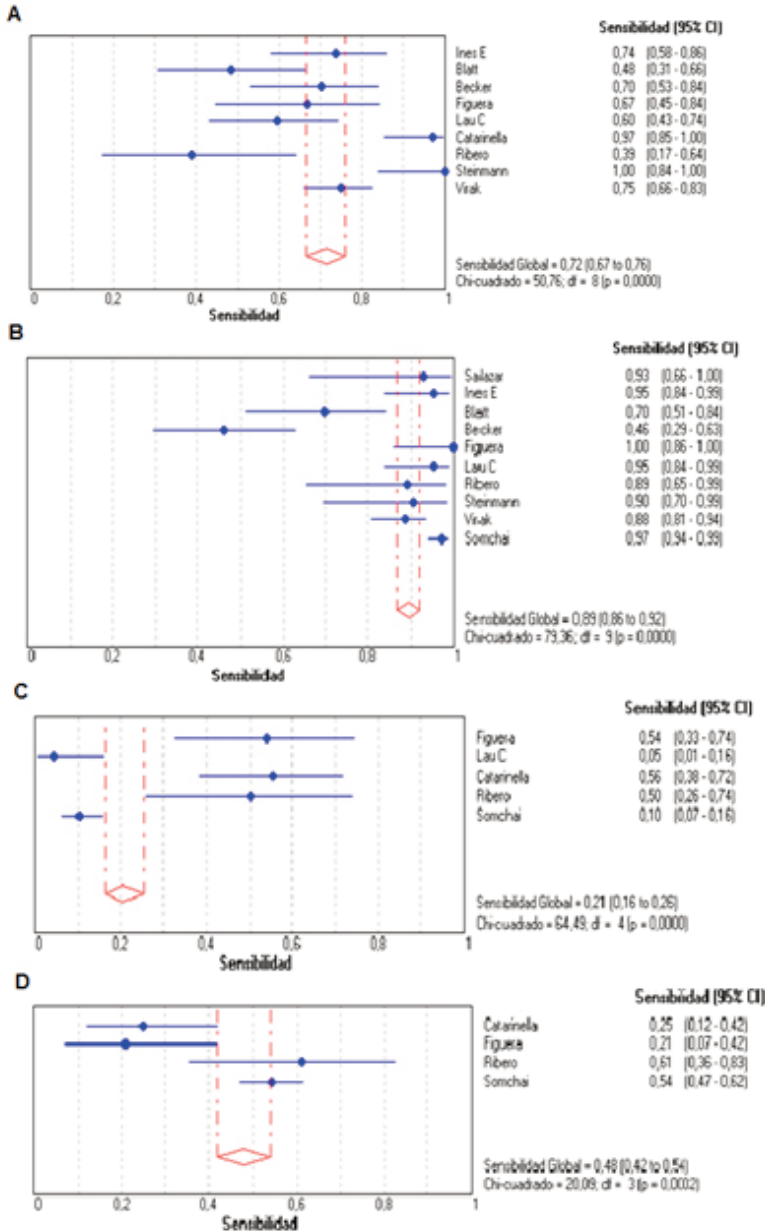 A
Sensibilidad (95% CI)
Ines E 0,74 (0,58 - 0,86)
Blatt 0,48 (0,31 - 0,66)
Becker 0,70 (0,53 - 0,84)
Figuera 0,67 (0,45 - 0,84)
Lau C 0,60 (0,43 - 0,74)
Catarinella 0,97 (0,85 - 1,00)
Ribero 0,39 (0,17 - 0,64)
Steinmann 1,00 (0,84 - 1,00)
Virak 0,75 (0,66 - 0,83)
Sensibilidad Global = 0,72 (0,67 to 0,76)
Chi-cuadrado = 50,76; df = 8 (p = 0,0000)
0 0,2 0,4 0,6 0,8 1
Sensibilidad
B
Sensibilidad (95% CI)
Salazar 0,93 (0,66 - 1,00)
Ines E 0,95 (0,84 - 0,99)
Blatt 0,70 (0,51 - 0,84)
Becker 0,46 (0,29 - 0,63)
Figuera 1,00 (0,86 - 1,00)
Lau C 0,95 (0,84 - 0,99)
Ribero 0,89 (0,65 - 0,99)
Steinmann 0,90 (0,70 - 0,99)
Virak 0,88 (0,81 - 0,94)
Somchai 0,97 (0,94 - 0,99)
Sensibilidad Global = 0,89 (0,86 to 0,92)
Chi-cuadrado = 79,36; df = 9 (p = 0,0000)
0 0,2 0,4 0,6 0,8 1
Sensibilidad
C
Sensibilidad (95% CI)
Figuera 0,54 (0,33 - 0,74)
Lau C 0,05 (0,01 - 0,16)
Catarinella 0,56 (0,38 - 0,72)
Ribero 0,50 (0,26 - 0,74)
Somchai 0,10 (0,07 - 0,16)
Sensibilidad Global = 0,21 (0,16 to 0,26)
Chi-cuadrado = 64,49; df = 4 (p = 0,0000)
0 0,2 0,4 0,6 0,8 1
Sensibilidad
D
Sensibilidad (95% CI)
Catarinella 0,25 (0,12 - 0,42)
Figuera 0,21 (0,07 - 0,42)
Ribero 0,61 (0,36 - 0,83)
Somchai 0,54 (0,47 - 0,62)
Sensibilidad Global = 0,48 (0,42 to 0,54)
Chi-cuadrado = 20,09; df = 3 (p = 0,0002)
0 0,2 0,4 0,6 0,8 1
Sensibilidad